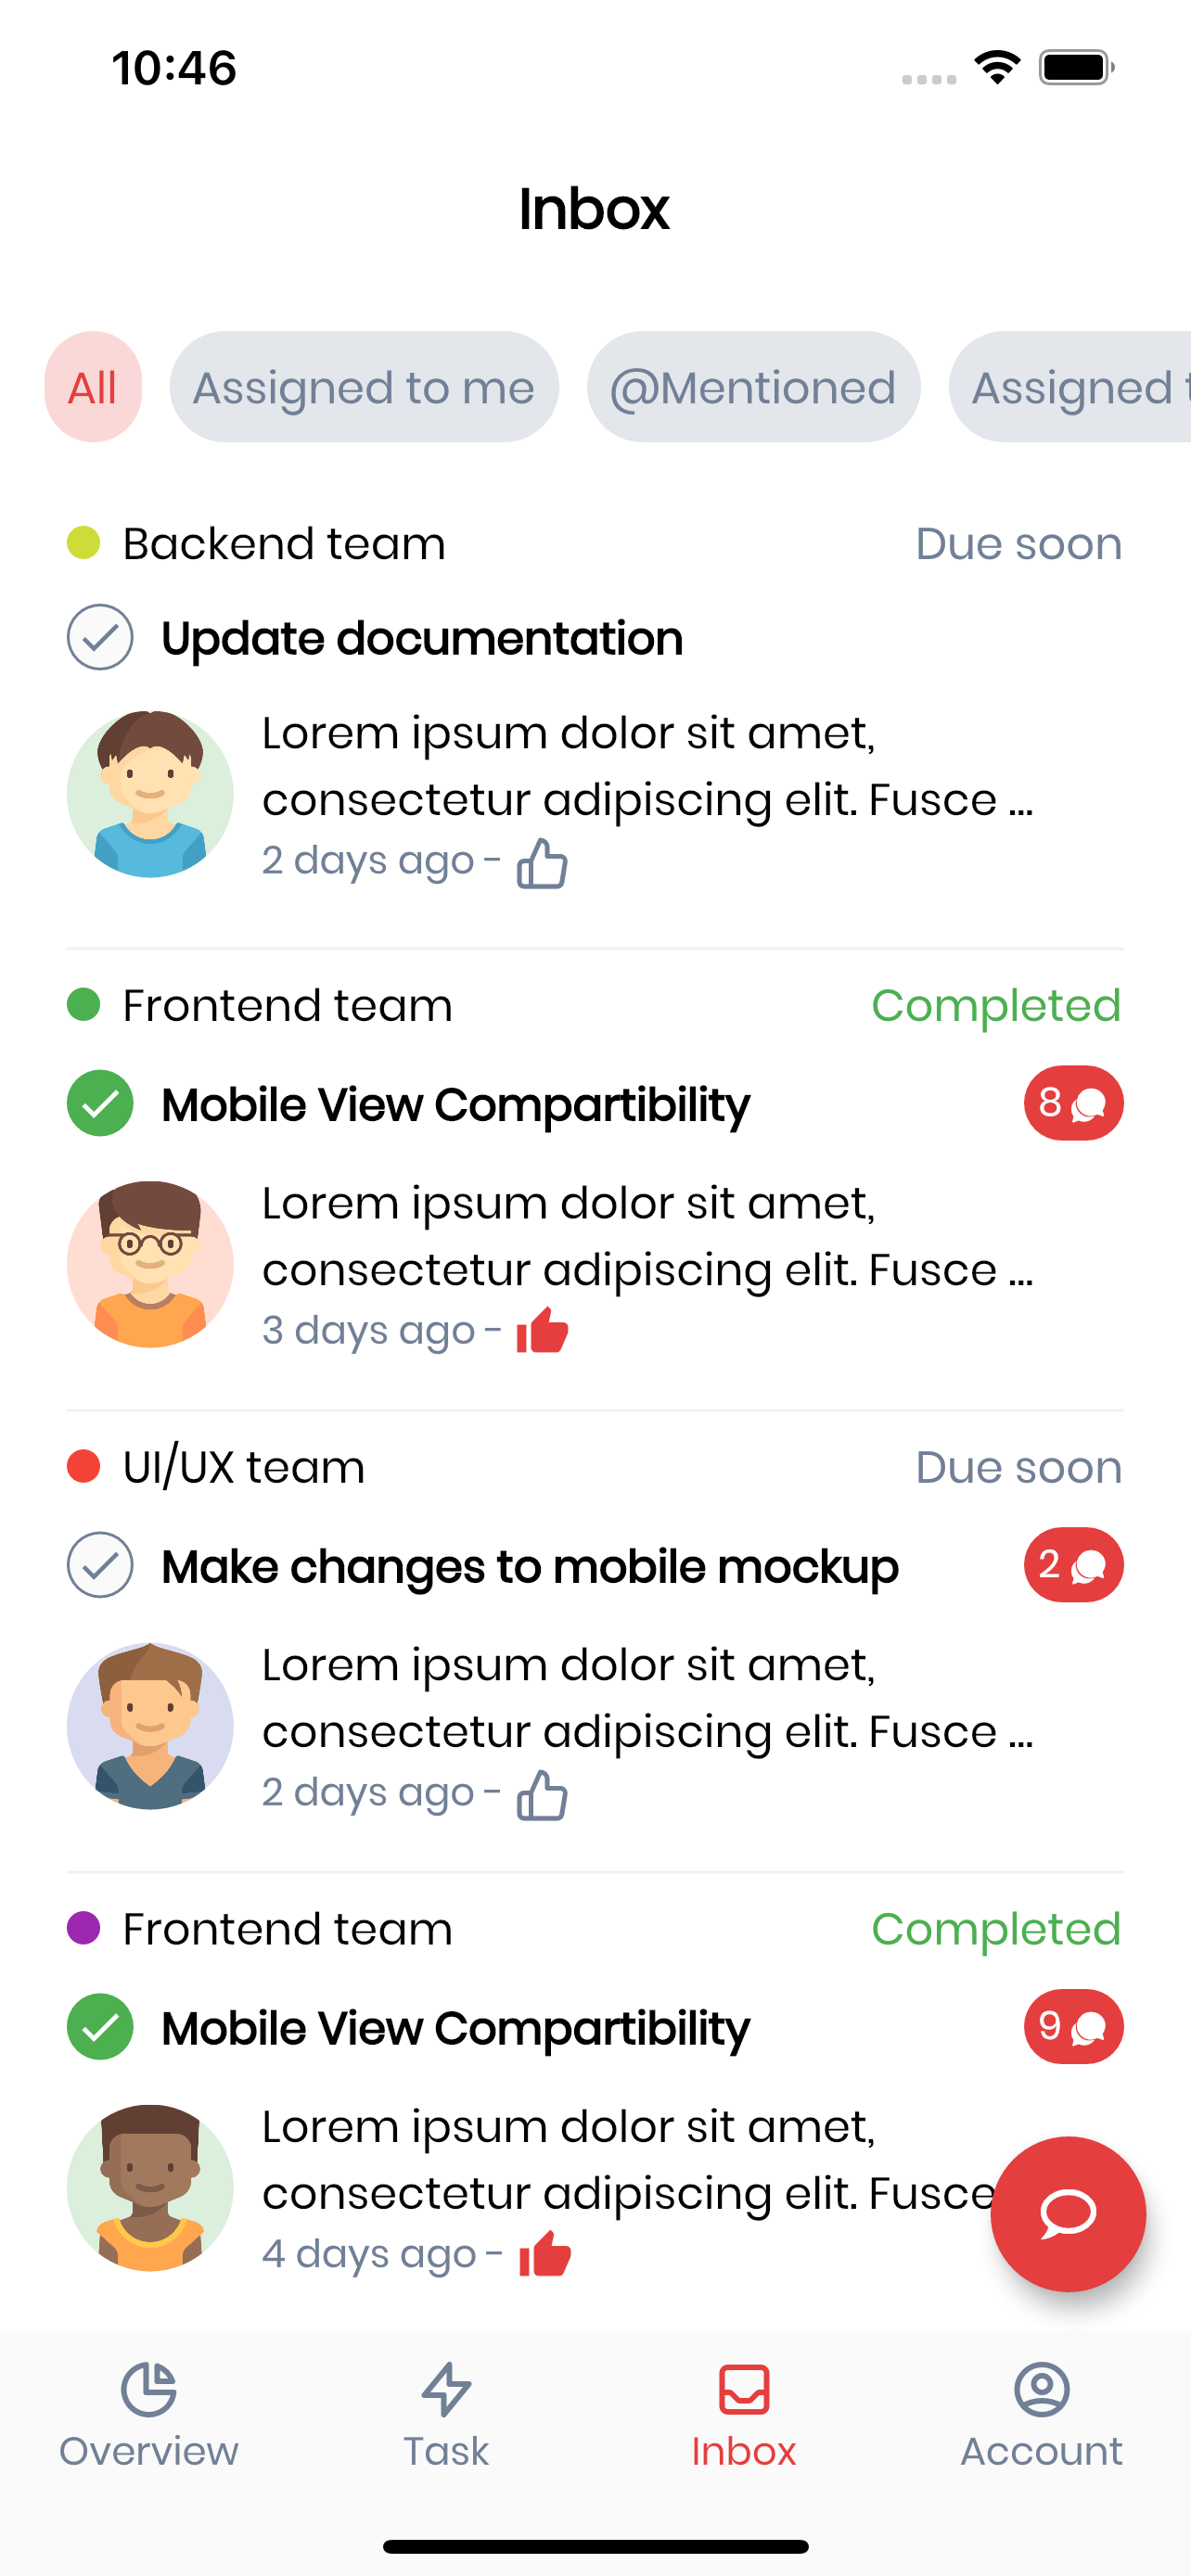 10:46
Inbox
All
Assigned to me
@Mentioned
Assigned
Backend team
Due soon
Update documentation
Lorem ipsum dolor sit amet,
consectetur adipiscing elit. Fusce ...
2 days ago -
Frontend team
Completed
Mobile View Compartibility
8
Lorem ipsum dolor sit amet,
consectetur adipiscing elit. Fusce ...
3 days ago -
UI/UX team
Due soon
Make changes to mobile mockup
2
Lorem ipsum dolor sit amet,
consectetur adipiscing elit. Fusce ...
2 days ago -
Frontend team
Completed
Mobile View Compartibility
9
Lorem ipsum dolor sit amet,
consectetur adipiscing elit. Fusce
4 days ago -
Overview
Task
Inbox
Account